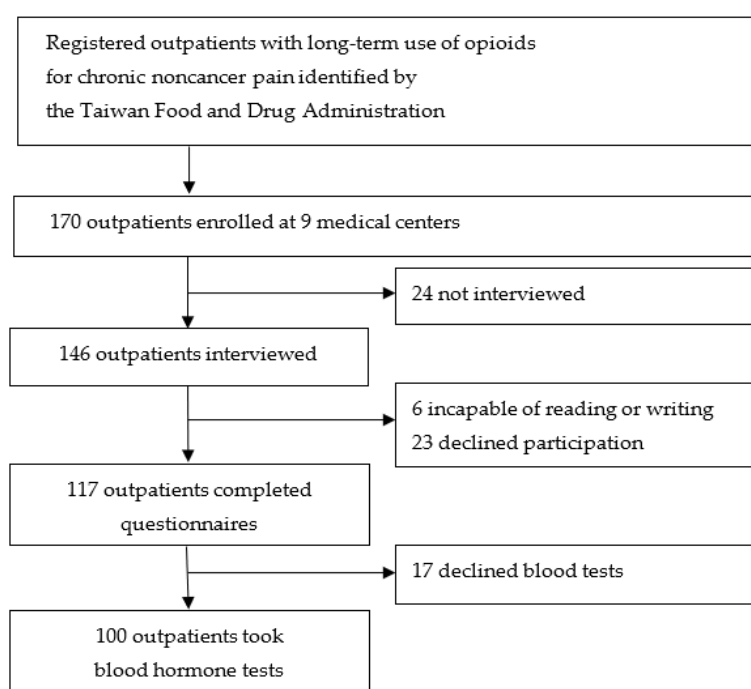 Registered outpatients with long-term use of opioids
for chronic noncancer pain identified by
the Taiwan Food and Drug Administration
170 outpatients enrolled at 9 medical centers
24 not interviewed
146 outpatients interviewed
6 incapable of reading or writing
23 declined participation
117 outpatients completed
questionnaires
17 declined blood tests
100 outpatients took
blood hormone tests